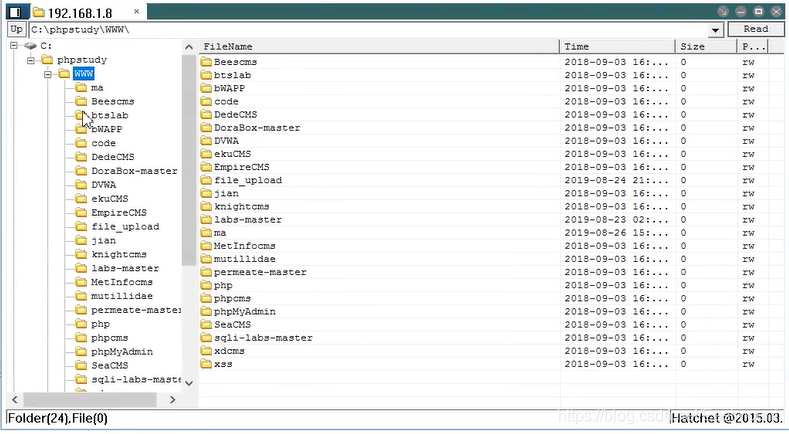 192.168.1.8 ×
Up C:\phpstudy\WWW\ Read
C:
phpstudy
WWW
ma
Beescms
btslab
bWAPP
code
DedeCMS
DoraBox-master
DVWA
ekuCMS
EmpireCMS
file_upload
jian
knightcms
labs-master
MetInfocms
mutillidae
permeate-master
php
phpcms
phpMyAdmin
SeaCMS
sqli-labs-maste
FileName Time Size P...
Beescms 2018-09-03 16:... 0 rw
btslab 2018-09-03 16:... 0 rw
bWAPP 2018-09-03 16:... 0 rw
code 2018-09-03 16:... 0 rw
DedeCMS 2018-09-03 16:... 0 rw
DoraBox-master 2018-09-03 16:... 0 rw
DVWA 2018-09-03 16:... 0 rw
ekuCMS 2018-09-03 16:... 0 rw
EmpireCMS 2018-09-03 16:... 0 rw
file_upload 2019-08-24 21:... 0 rw
jian 2018-09-03 16:... 0 rw
knightcms 2018-09-03 16:... 0 rw
labs-master 2019-08-23 02:... 0 rw
ma 2019-08-26 15:... 0 rw
MetInfocms 2018-09-03 16:... 0 rw
mutillidae 2018-09-03 16:... 0 rw
permeate-master 2018-09-03 16:... 0 rw
php 2018-09-03 16:... 0 rw
phpcms 2018-09-03 16:... 0 rw
phpMyAdmin 2018-09-03 16:... 0 rw
SeaCMS 2018-09-03 16:... 0 rw
sqli-labs-master 2018-09-03 16:... 0 rw
xdcms 2018-09-03 16:... 0 rw
xss 2018-09-03 16:... 0 rw
Folder(24),File(0) Hatchet @2015.03.